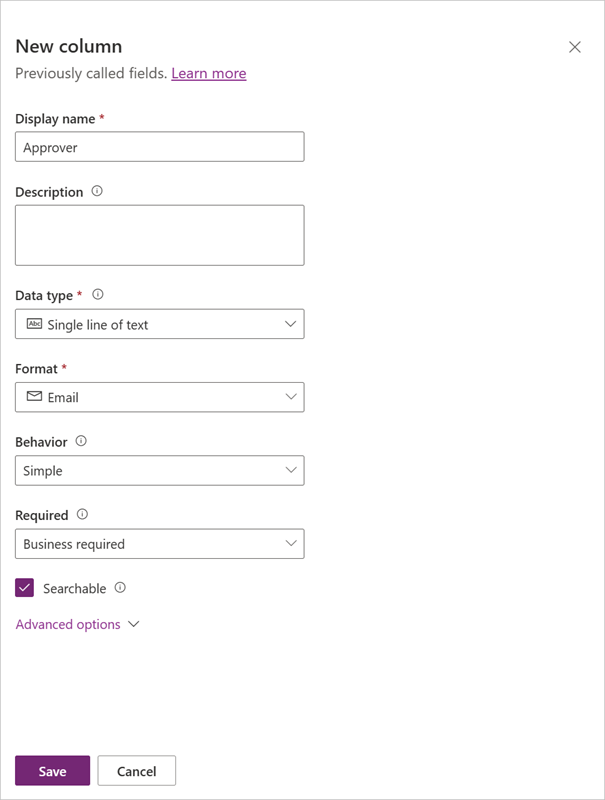 New column
Previously called fields. Learn more
Display name *
Approver
Description
Data type *
Abc Single line of text
Format *
Email
Behavior
Simple
Required
Business required
Searchable
Advanced options
Save Cancel